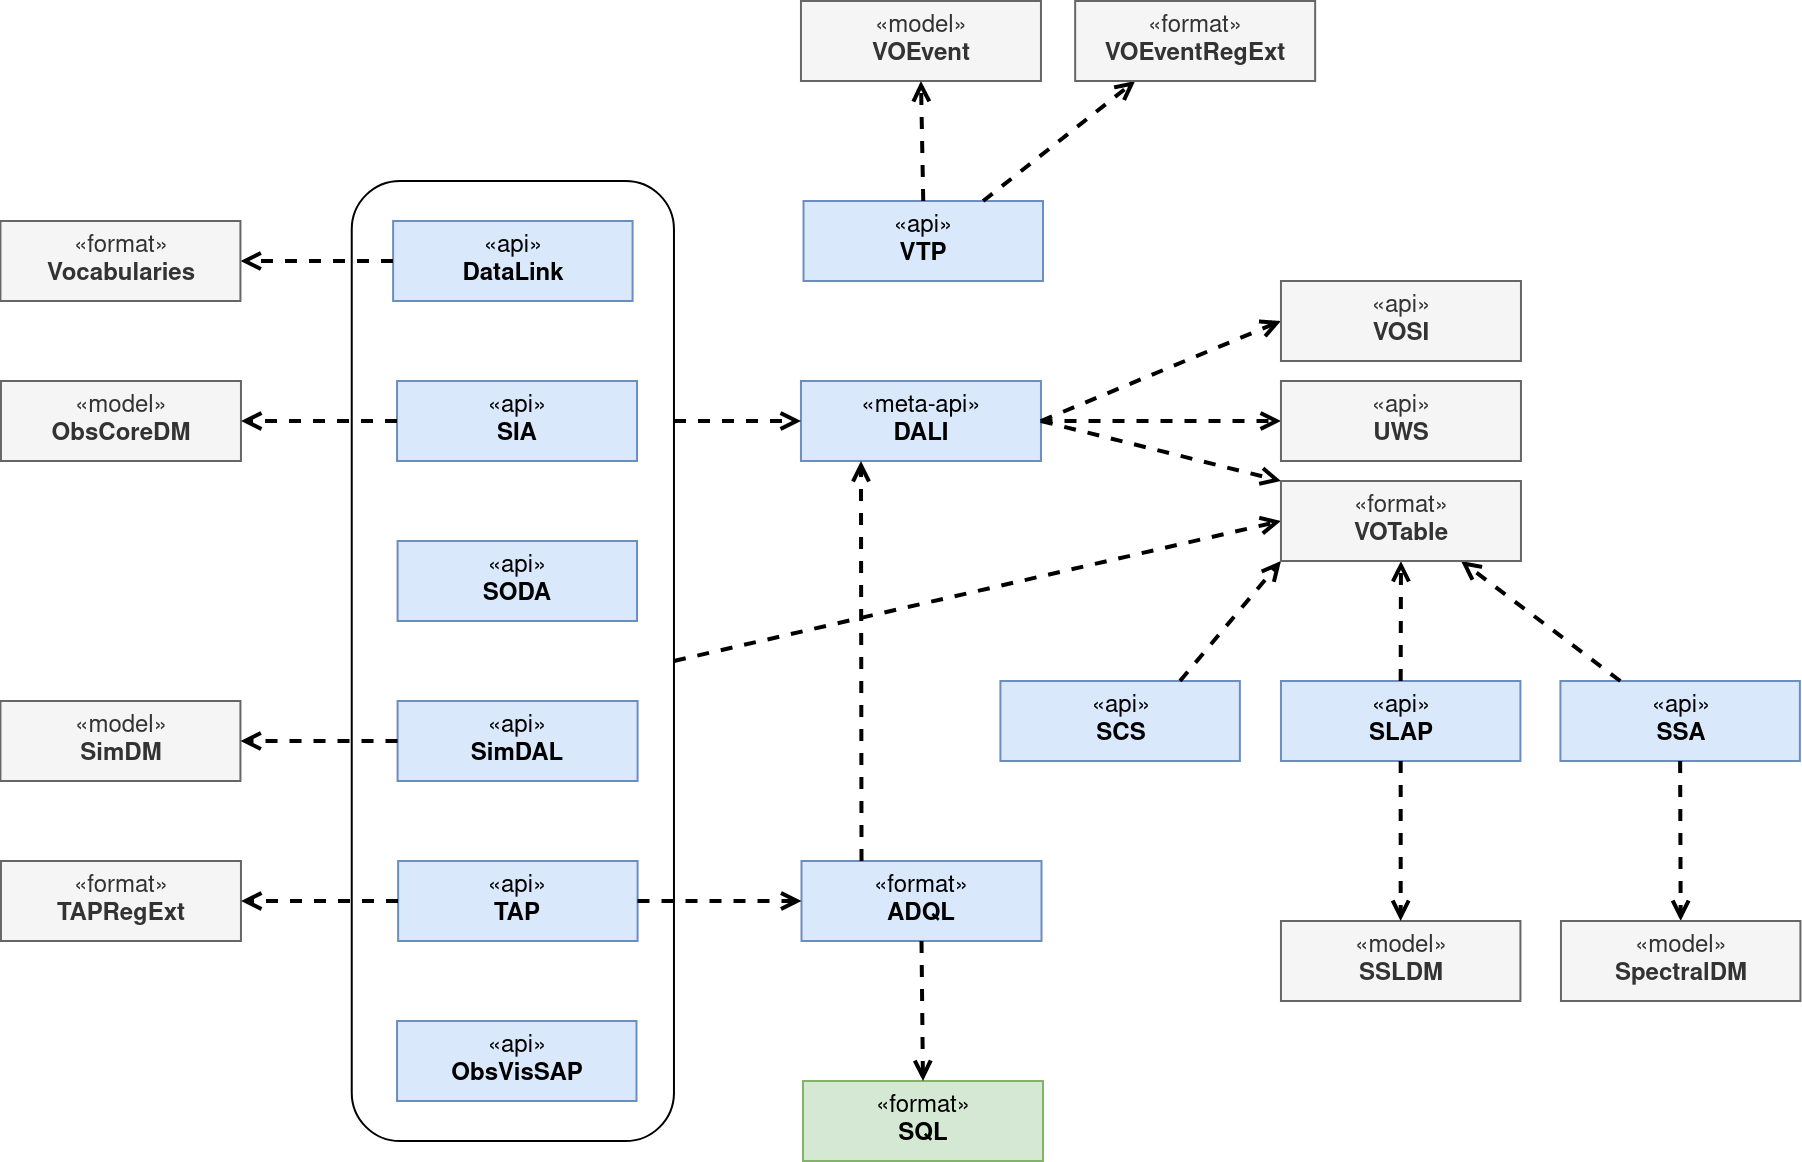 «model»
VOEvent
«format»
VOEventRegExt
«api»
VTP
«format»
Vocabularies
«api»
DataLink
«api»
VOSI
«model»
ObsCoreDM
«api»
SIA
«meta-api»
DALI
«api»
UWS
«format»
VOTable
«api»
SODA
«model»
SimDM
«api»
SimDAL
«api»
SCS
«api»
SLAP
«api»
SSA
«format»
TAPRegExt
«api»
TAP
«format»
ADQL
«model»
SSLDM
«model»
SpectralDM
«api»
ObsVisSAP
«format»
SQL